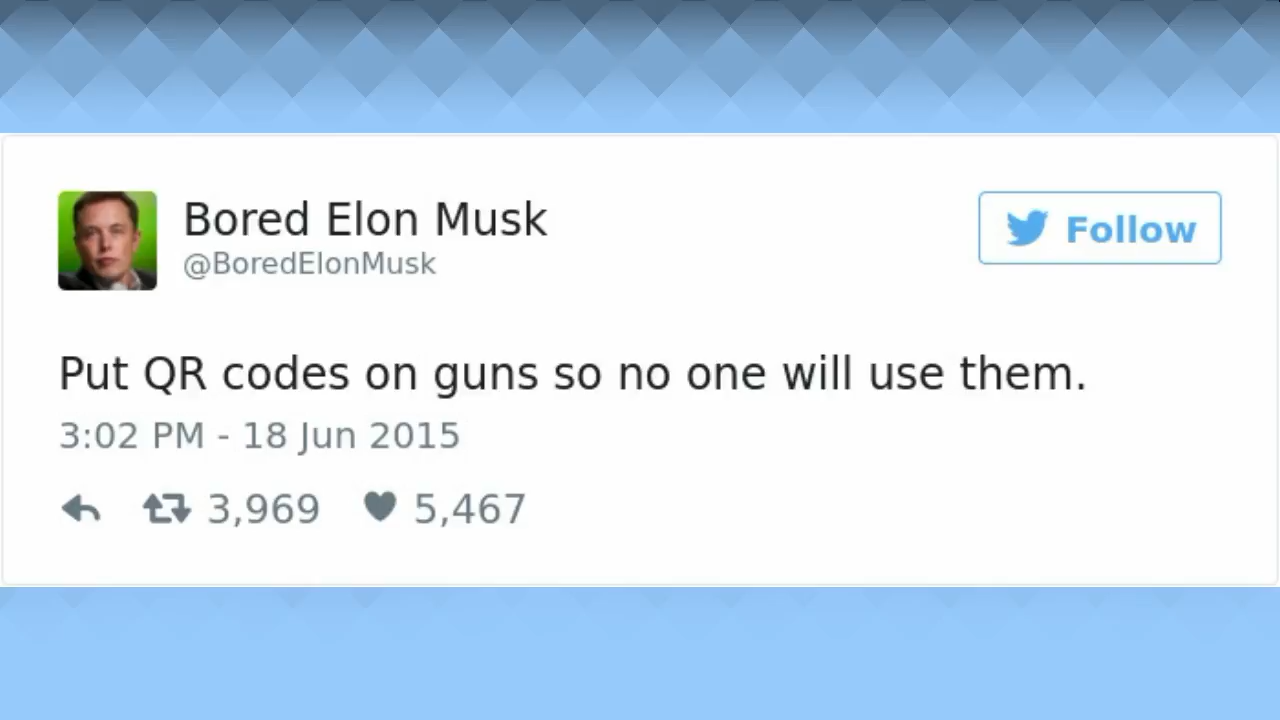 Bored Elon Musk
@BoredElonMusk
Follow
Put QR codes on guns so no one will use them.
3:02 PM - 18 Jun 2015
3,969 5,467